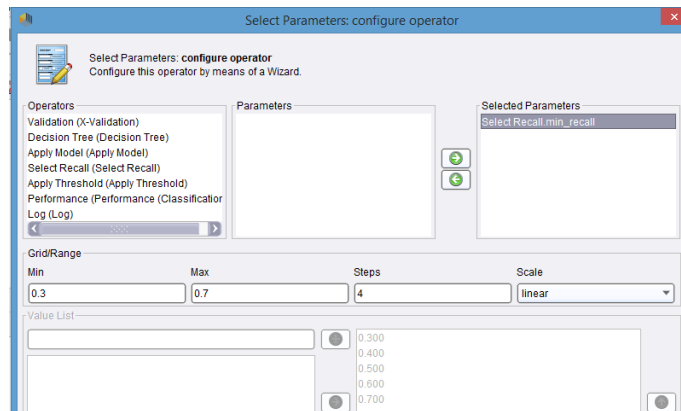 Select Parameters: configure operator
Select Parameters: configure operator
Configure this operator by means of a Wizard.
Operators
Validation (X-Validation)
Decision Tree (Decision Tree)
Apply Model (Apply Model)
Select Recall (Select Recall)
Apply Threshold (Apply Threshold)
Performance (Performance (Classification
Log (Log)
Parameters
Selected Parameters
Select Recall.min_recall
Grid/Range
Min Max Steps Scale
0.3 0.7 4 linear
Value List
0.300
0.400
0.500
0.600
0.700